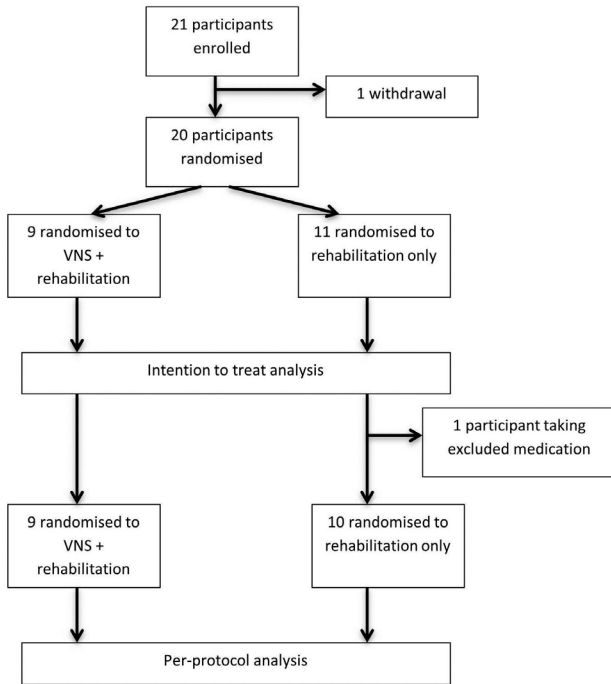 21 participants
enrolled
1 withdrawal
20 participants
randomised
9 randomised to
VNS +
rehabilitation
11 randomised to
rehabilitation only
Intention to treat analysis
1 participant taking
excluded medication
9 randomised to
VNS +
rehabilitation
10 randomised to
rehabilitation only
Per-protocol analysis